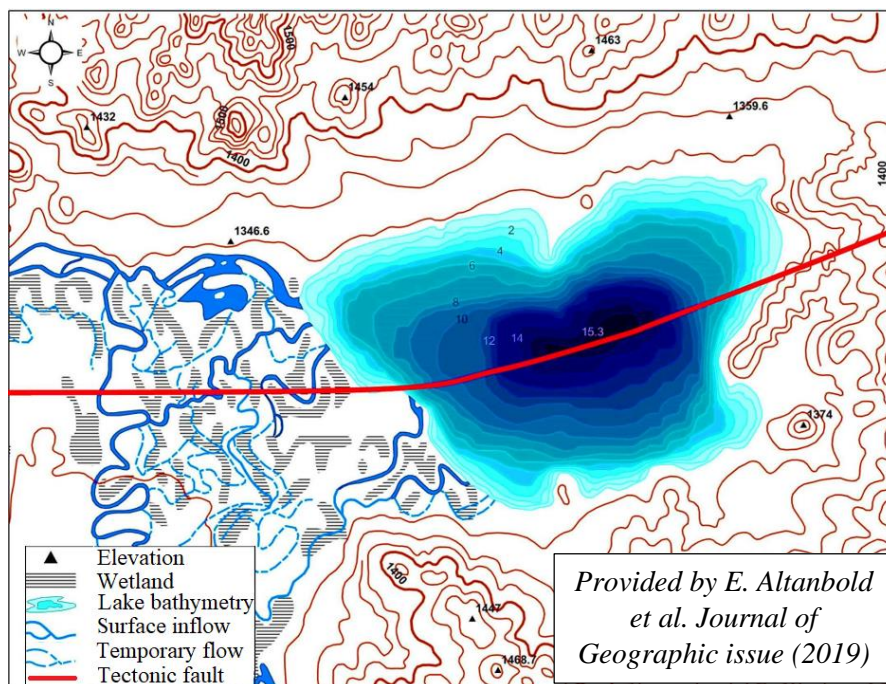 N
W E
S
1500
1463
1454
1432
1500
1359.6
1400
1400
1346.6
2
4
6
8
10
12
14
15.3
1374
1400
1447
1468.7
Elevation
Wetland
Lake bathymetry
Surface inflow
Temporary flow
Tectonic fault
Provided by E. Altanbold
et al. Journal of
Geographic issue (2019)